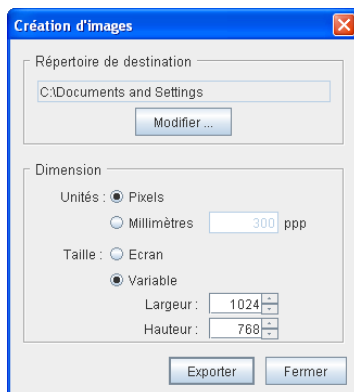 Création d'images
Répertoire de destination
C:\Documents and Settings
Modifier ...
Dimension
Unités : Pixels
Millimètres 300 ppp
Taille : Ecran
Variable
Largeur : 1024
Hauteur : 768
Exporter Fermer